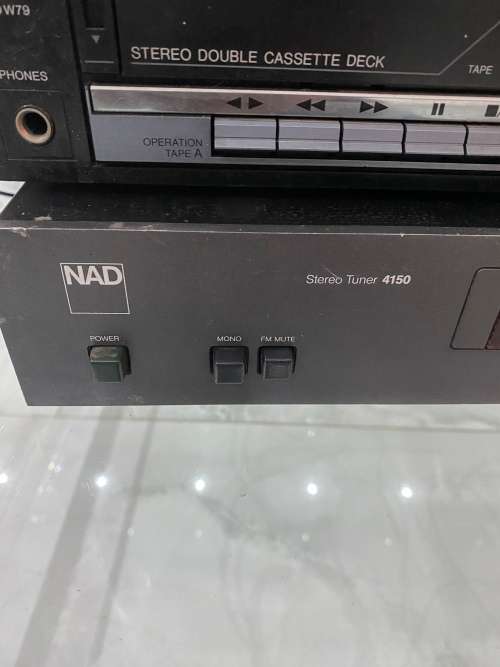 W79
STEREO DOUBLE CASSETTE DECK
TAPE
PHONES
OPERATION
TAPE A
NAD
Stereo Tuner 4150
POWER
MONO
FM MUTE